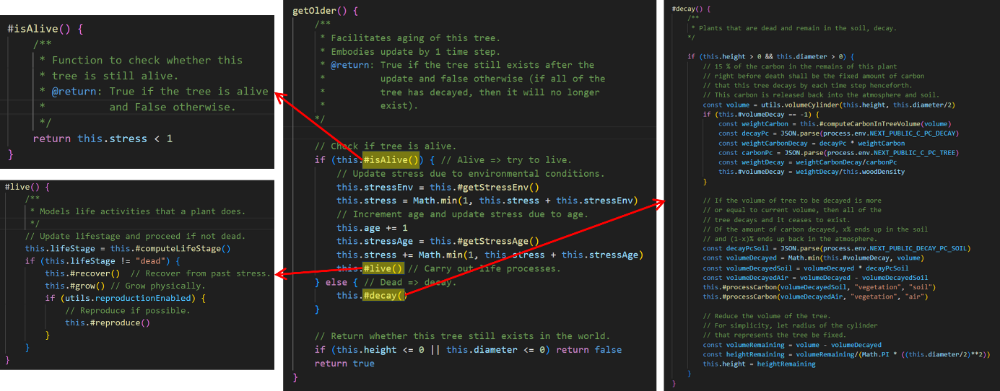 #isAlive() {
/**
* Function to check whether this
* tree is still alive.
* @return: True if the tree is alive
* and False otherwise.
*/
return this.stress < 1
}
#live() {
/**
* Models life activities that a plant does.
*/
// Update lifestage and proceed if not dead.
this.lifeStage = this.#computeLifeStage()
if (this.lifeStage != "dead") {
this.#recover() // Recover from past stress.
this.#grow() // Grow physically.
if (utils.reproductionEnabled) {
// Reproduce if possible.
this.#reproduce()
}
}
}
getOlder() {
/**
* Facilitates aging of this tree.
* Embodies update by 1 time step.
* @return: True if the tree still exists after the
* update and false otherwise (if all of the
* tree has decayed, then it will no longer
* exist).
*/
// Check if tree is alive.
if (this.#isAlive()) { // Alive => try to live.
// Update stress due to environmental conditions.
this.stressEnv = this.#getStressEnv()
this.stress = Math.min(1, this.stress + this.stressEnv)
// Increment age and update stress due to age.
this.age += 1
this.stressAge = this.#getStressAge()
this.stress += Math.min(1, this.stress + this.stressAge)
this.#live() // Carry out life processes.
} else { // Dead => decay.
this.#decay()
}
// Return whether this tree still exists in the world.
if (this.height <= 0 || this.diameter <= 0) return false
return true
}
#decay() {
/**
* Plants that are dead and remain in the soil, decay.
*/
if (this.height > 0 && this.diameter > 0) {
// 15 % of the carbon in the remains of this plant
// right before death shall be the fixed amount of carbon
// that this tree decays by each time step henceforth.
// This carbon is released back into the atmosphere and soil.
const volume = utils.volumeCylinder(this.height, this.diameter/2)
if (this.#volumeDecay == -1) {
const weightCarbon = this.#computeCarbonInTreeVolume(volume)
const decayPc = JSON.parse(process.env.NEXT_PUBLIC_C_PC_DECAY)
const weightCarbonDecay = decayPc * weightCarbon
const carbonPc = JSON.parse(process.env.NEXT_PUBLIC_C_PC_TREE)
const weightDecay = weightCarbonDecay/carbonPc
this.#volumeDecay = weightDecay/this.woodDensity
}
// If the volume of tree to be decayed is more
// or equal to current volume, then all of the
// tree decays and it ceases to exist.
// Of the amount of carbon decayed, x% ends up in the soil
// and (1-x)% ends up back in the atmosphere.
const decayPcSoil = JSON.parse(process.env.NEXT_PUBLIC_DECAY_PC_SOIL)
const volumeDecayed = Math.min(this.#volumeDecay, volume)
const volumeDecayedSoil = volumeDecayed * decayPcSoil
const volumeDecayedAir = volumeDecayed - volumeDecayedSoil
this.#processCarbon(volumeDecayedSoil, "vegetation", "soil")
this.#processCarbon(volumeDecayedAir, "vegetation", "air")
// Reduce the volume of the tree.
// For simplicity, let radius of the cylinder
// that represents the tree be fixed.
const volumeRemaining = volume - volumeDecayed
const heightRemaining = volumeRemaining/(Math.PI * ((this.diameter/2)**2))
this.height = heightRemaining
}
}